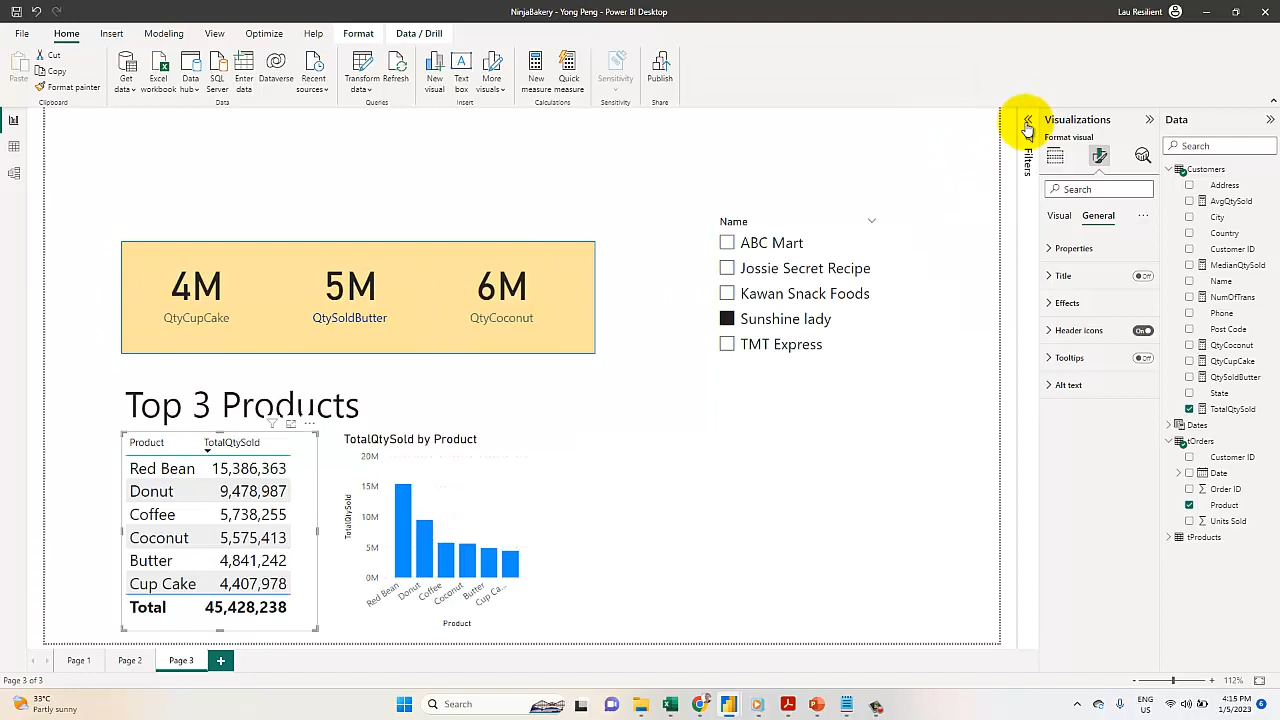 NinjaBakery - Yong Peng - Power BI Desktop
Lau Resilient
File Home Insert Modeling View Optimize Help Format Data / Drill
Paste
Cut
Copy
Format painter
Clipboard
Get data
Excel workbook
Data hub
SQL Server
Enter data
Dataverse
Recent sources
Data
Transform data
Refresh
Queries
New visual
Text box
More visuals
Insert
New measure
Quick measure
Calculations
Sensitivity
Sensitivity
Publish
Share
4M
QtyCupCake
5M
QtySoldButter
6M
QtyCoconut
Name
ABC Mart
Jossie Secret Recipe
Kawan Snack Foods
Sunshine lady
TMT Express
Top 3 Products
Product TotalQtySold
Red Bean 15,386,363
Donut 9,478,987
Coffee 5,738,255
Coconut 5,575,413
Butter 4,841,242
Cup Cake 4,407,978
Total 45,428,238
TotalQtySold by Product
20M
15M
10M
5M
0M
TotalQtySold
Red Bean
Donut
Coffee
Coconut
Butter
Cup Ca...
Product
Filters
Visualizations
Format visual
Search
Visual General ...
Properties
Title Off
Effects
Header icons On
Tooltips Off
Alt text
Data
Search
Customers
Address
AvgQtySold
City
Country
Customer ID
MedianQtySold
Name
NumOfTrans
Phone
Post Code
QtyCoconut
QtyCupCake
QtySoldButter
State
TotalQtySold
Dates
tOrders
Customer ID
Date
Order ID
Product
Units Sold
tProducts
Page 1 Page 2 Page 3 +
Page 3 of 3
112%
33°C
Partly sunny
Search
ENG
US
4:15 PM
1/5/2023